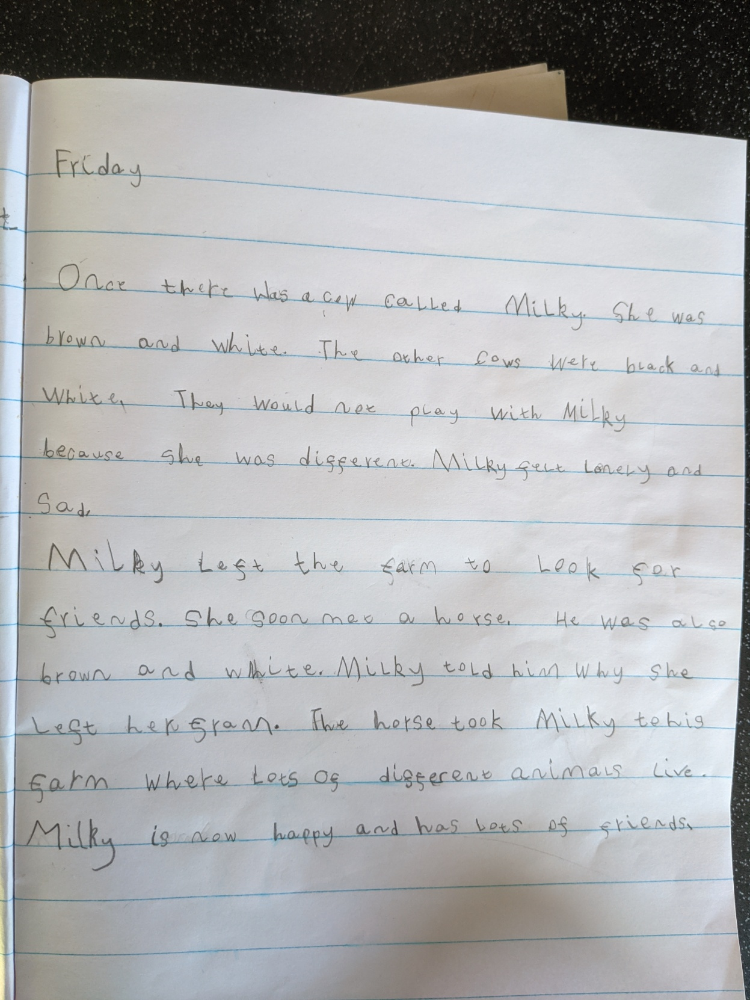 Friday
t
Once there was a cow called Milky. She was
brown and white. The other cows were black and
white. They would not play with Milky
because she was different. Milky felt lonely and
Sad.
Milky left the farm to look for
friends. She soon met a horse. He was also
brown and white. Milky told him why she
left her fram. The horse took Milky to his
farm where lots of different animals live.
Milky is now happy and has lots of friends.